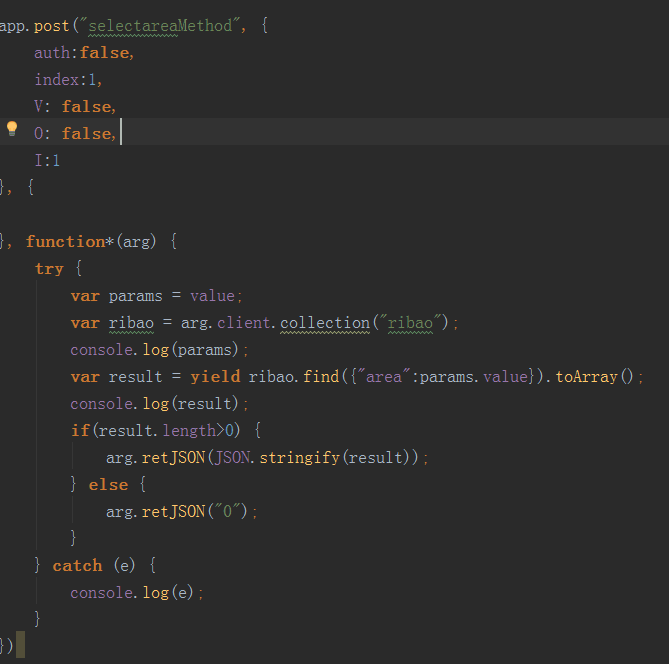 app.post("selectareaMethod", {
    auth:false,
    index:1,
    V: false,
    O: false,
    I:1
}, {

}, function*(arg) {
    try {
        var params = value;
        var ribao = arg.client.collection("ribao");
        console.log(params);
        var result = yield ribao.find({"area":params.value}).toArray();
        console.log(result);
        if(result.length>0) {
            arg.retJSON(JSON.stringify(result));
        } else {
            arg.retJSON("0");
        }
    } catch (e) {
        console.log(e);
    }
})